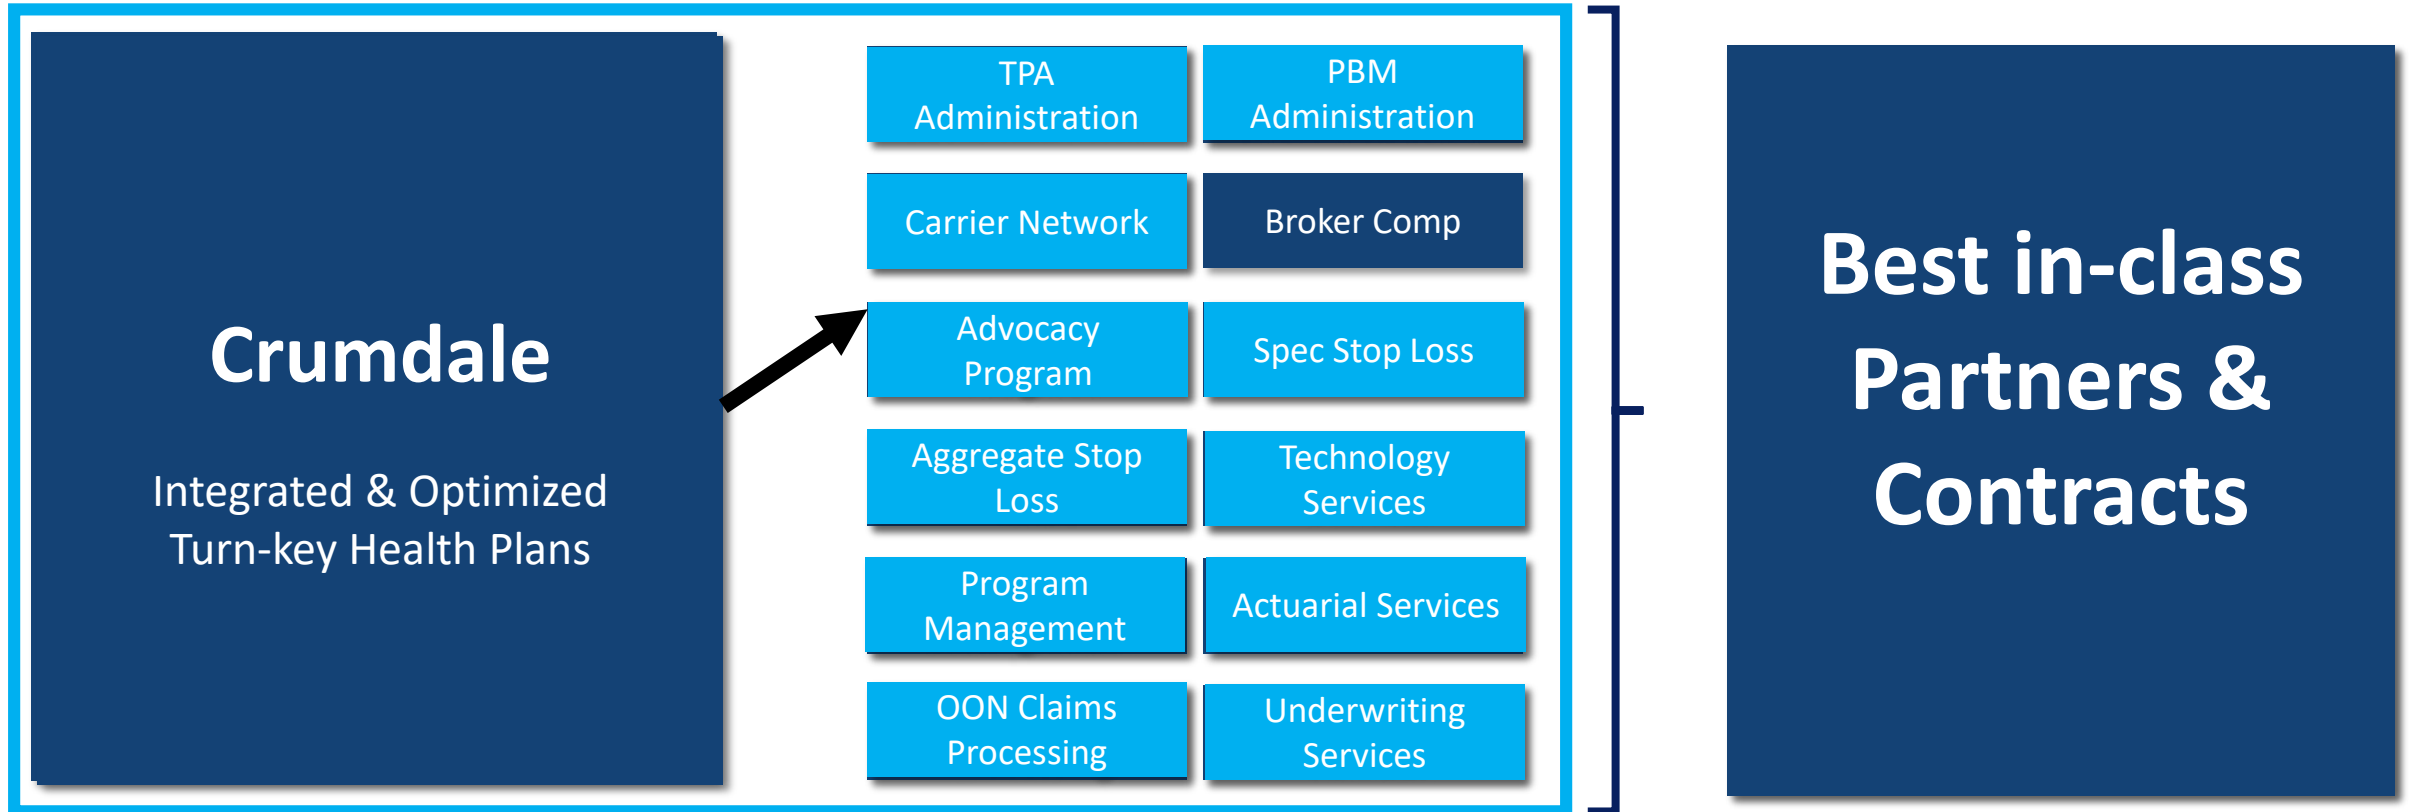 Crumdale
Integrated & Optimized
Turn-key Health Plans
TPA
Administration
PBM
Administration
Carrier Network
Broker Comp
Advocacy
Program
Spec Stop Loss
Aggregate Stop
Loss
Technology
Services
Program
Management
Actuarial Services
OON Claims
Processing
Underwriting
Services
Best in-class
Partners &
Contracts